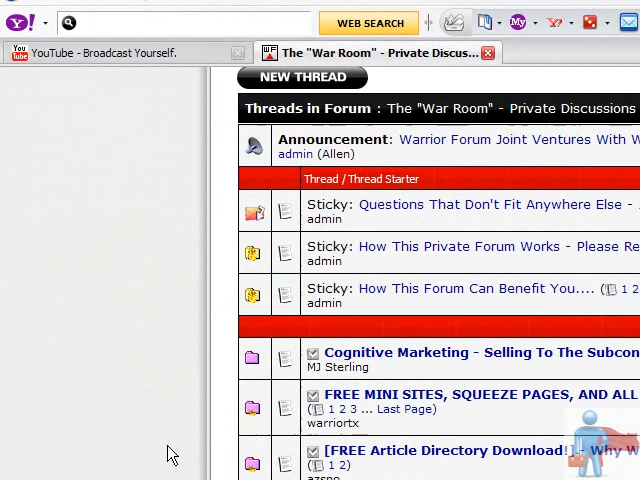 Y! WEB SEARCH My Y?
You Tube YouTube - Broadcast Yourself. WF The "War Room" - Private Discus...
NEW THREAD
Threads in Forum : The "War Room" - Private Discussions
Announcement: Warrior Forum Joint Ventures With W
admin (Allen)
Thread / Thread Starter
Sticky: Questions That Don't Fit Anywhere Else -
admin
Sticky: How This Private Forum Works - Please Re
admin
Sticky: How This Forum Can Benefit You.... ( 1 2
admin
Cognitive Marketing - Selling To The Subcon
MJ Sterling
FREE MINI SITES, SQUEEZE PAGES, AND ALL
( 1 2 3 ... Last Page)
warriortx
[FREE Article Directory Download!] - Why W
( 1 2)